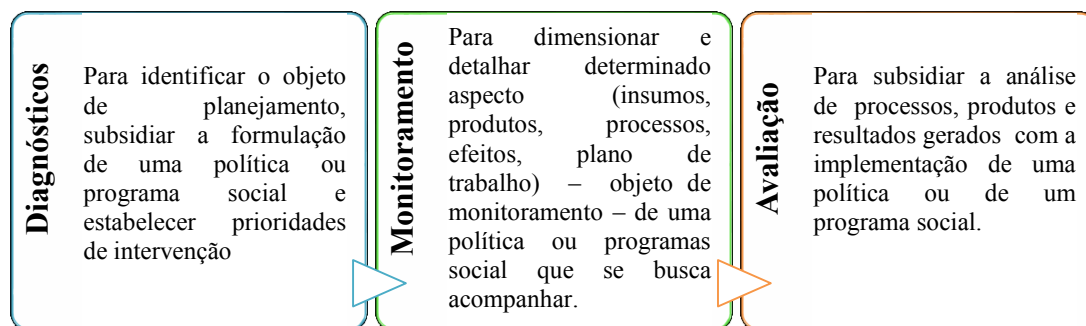 Diagnósticos
Para identificar o objeto
de planejamento,
subsidiar a formulação
de uma política ou
programa social e
estabelecer prioridades
de intervenção
Monitoramento
Para dimensionar e
detalhar determinado
aspecto (insumos,
produtos, processos,
efeitos, plano de
trabalho) – objeto de
monitoramento – de uma
política ou programas
social que se busca
acompanhar.
Avaliação
Para subsidiar a análise
de processos, produtos e
resultados gerados com a
implementação de uma
política ou de um
programa social.